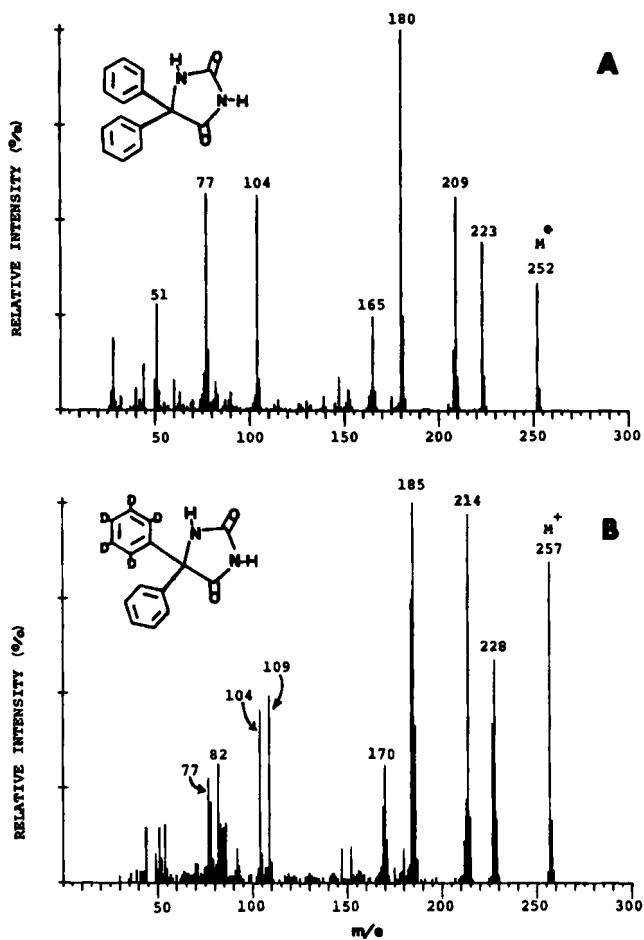 A
RELATIVE INTENSITY (%)
180
77
104
209
223
M•
252
51
165
H
N
O
N-H
O
50
100
150
200
250
300
B
RELATIVE INTENSITY (%)
185
214
M+
257
228
109
104
82
77
170
D
D
D
D
D
H
N
O
N-H
O
50
100
150
200
250
300
m/e